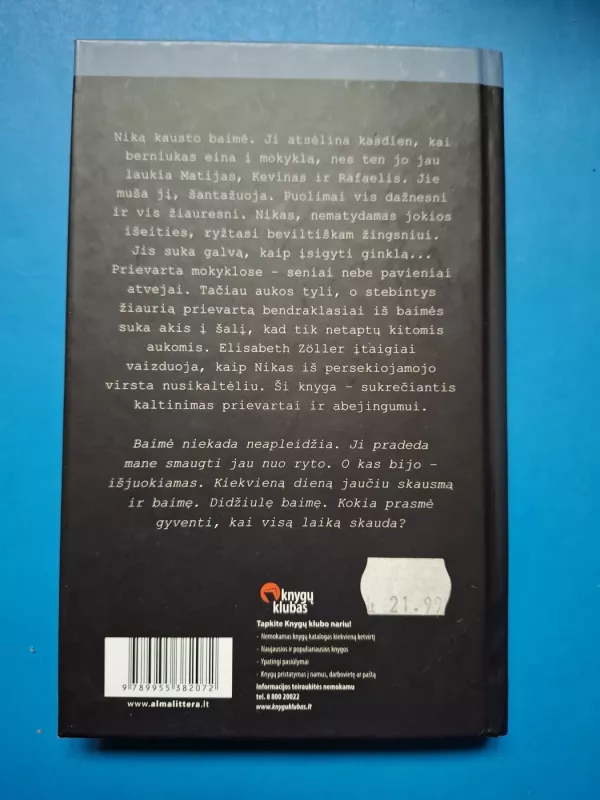 Niką kausto baimė. Ji atsėlina kasdien, kai
berniukas eina į mokyklą, nes ten jo jau
laukia Matijas, Kevinas ir Rafaelis. Jie
muša jį, šantažuoja. Puolimai vis dažnesni
ir vis žiauresni. Nikas, nematydamas jokios
išeities, ryžtasi beviltiškam žingsniui.
Jis suka galvą, kaip įsigyti ginklą...
Prievarta mokyklose – seniai nebe pavieniai
atvejai. Tačiau aukos tyli, o stebintys
žiaurią prievartą bendraklasiai iš baimės
suka akis į šalį, kad tik netaptų kitomis
aukomis. Elisabeth Zöller įtaigiai
vaizduoja, kaip Nikas iš persekiojamojo
virsta nusikaltėliu. Ši knyga – sukrečiantis
kaltinimas prievartai ir abejingumui.
Baimė niekada neapleidžia. Ji pradeda
mane smaugti jau nuo ryto. O kas bijo –
išjuokiamas. Kiekvieną dieną jaučiu skausmą
ir baimę. Didžiulę baimę. Kokia prasmė
gyventi, kai visą laiką skauda?
knygų
klubas
Tapkite Knygų klubo nariu!
- Nemokamas knygų katalogas kiekvieną ketvirtį
- Naujausios ir populiariausios knygos
- Ypatingi pasiūlymai
- Knygų pristatymas į namus, darbovietę ar paštą
Informacijos teiraukitės nemokamu
tel. 8 800 20022
www.knyguklubas.lt
Lt 21.99
9 789955 382072
www.almalittera.lt